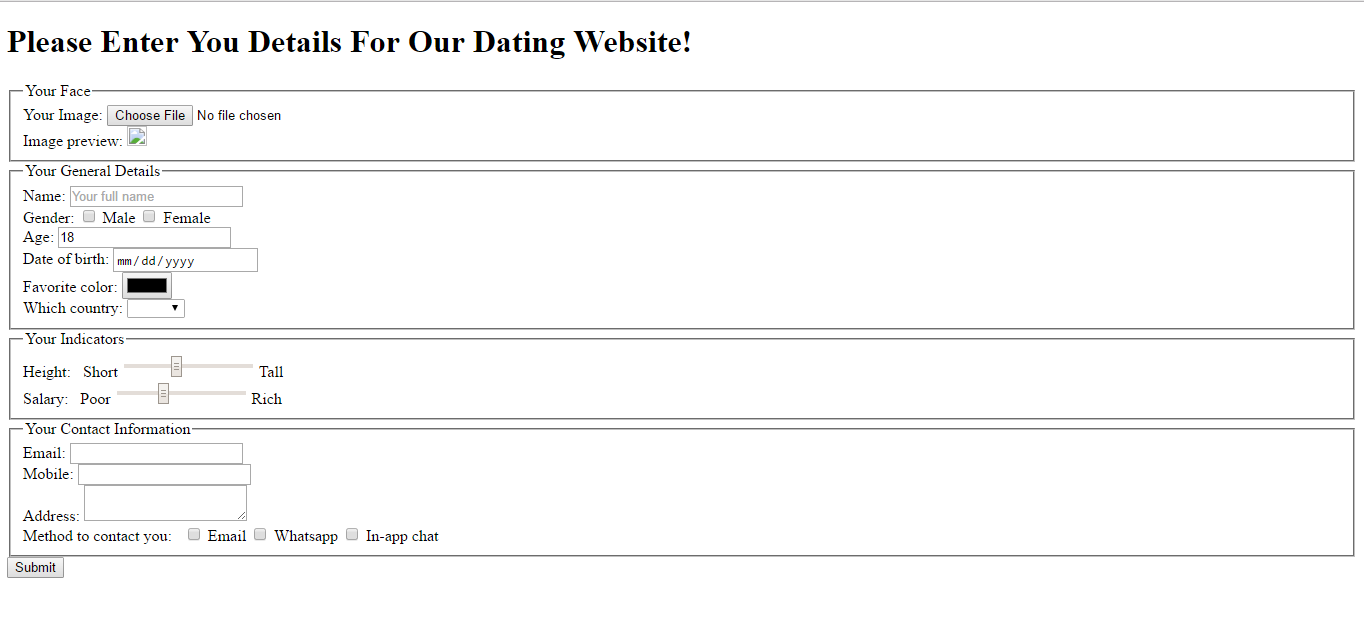 Please Enter You Details For Our Dating Website!
Your Face
Your Image: Choose File No file chosen
Image preview:
Your General Details
Name: Your full name
Gender: Male Female
Age: 18
Date of birth: mm/dd/yyyy
Favorite color:
Which country:
Your Indicators
Height: Short Tall
Salary: Poor Rich
Your Contact Information
Email:
Mobile:
Address:
Method to contact you: Email Whatsapp In-app chat
Submit